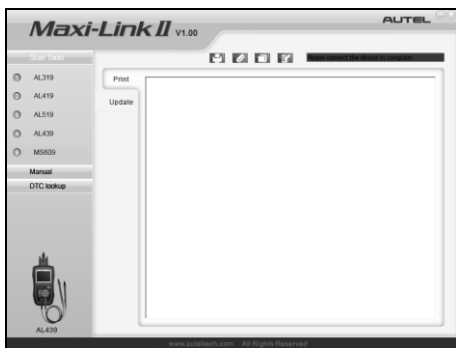 AUTEL
Maxi-Link II V1.00
Scan Tools
Please connect the device to computer.
AL319
AL419
AL519
AL439
MS609
Manual
DTC lookup
Print
Update
AL439
www.auteltech.com All Rights Reserved